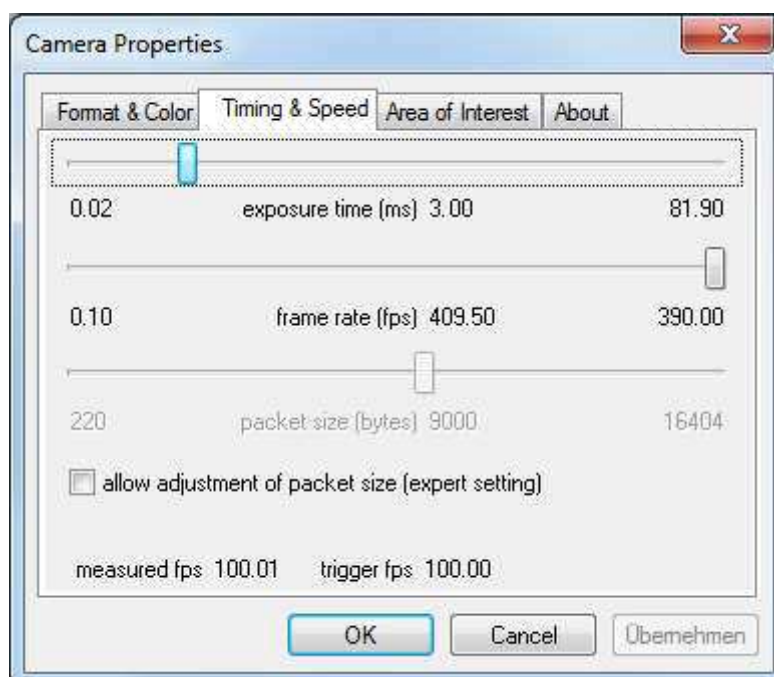 Camera Properties
Format & Color Timing & Speed Area of Interest About
0.02 exposure time (ms) 3.00 81.90
0.10 frame rate (fps) 409.50 390.00
220 packet size (bytes) 9000 16404
allow adjustment of packet size (expert setting)
measured fps 100.01 trigger fps 100.00
OK Cancel Übernehmen